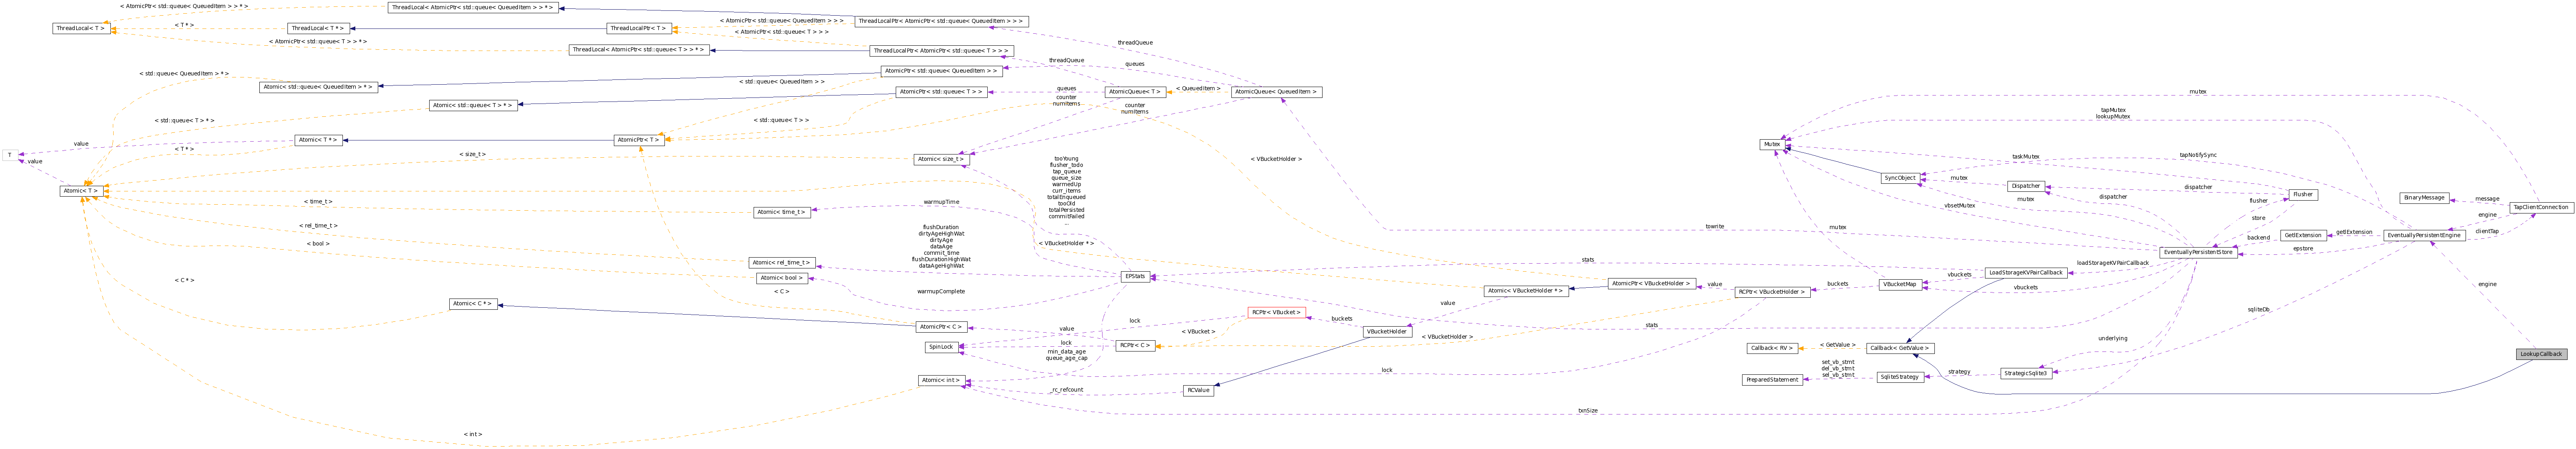 < AtomicPtr< std::queue< QueuedItem > > * >
ThreadLocal< AtomicPtr< std::queue< QueuedItem > > * >
< AtomicPtr< std::queue< QueuedItem > > >
ThreadLocalPtr< AtomicPtr< std::queue< QueuedItem > > >
ThreadLocal< T >
< T * >
ThreadLocal< T * >
ThreadLocalPtr< T >
< AtomicPtr< std::queue< T > > >
< AtomicPtr< std::queue< T > > * >
ThreadLocal< AtomicPtr< std::queue< T > > * >
ThreadLocalPtr< AtomicPtr< std::queue< T > > >
threadQueue
threadQueue
queues
< std::queue< QueuedItem > * >
Atomic< std::queue< QueuedItem > * >
< std::queue< QueuedItem > >
AtomicPtr< std::queue< QueuedItem > >
AtomicPtr< std::queue< T > >
queues
counter
numItems
AtomicQueue< T >
< QueuedItem >
AtomicQueue< QueuedItem >
mutex
Atomic< std::queue< T > * >
counter
numItems
tapMutex
lookupMutex
< std::queue< T > * >
< std::queue< T > >
value
Atomic< T * >
AtomicPtr< T >
Mutex
T
value
< T * >
< size_t >
Atomic< size_t >
tooYoung
flusher_todo
tap_queue
queue_size
warmedUp
curr_items
totalEnqueued
tooOld
totalPersisted
commitFailed
...
< VBucketHolder >
taskMutex
tapNotifySync
SyncObject
mutex
Dispatcher
dispatcher
Flusher
Atomic< T >
BinaryMessage
message
TapClientConnection
< time_t >
Atomic< time_t >
warmupTime
vbsetMutex
mutex
dispatcher
flusher
store
engine
< rel_time_t >
flushDuration
dirtyAgeHighWat
dirtyAge
dataAge
commit_time
flushDurationHighWat
dataAgeHighWat
towrite
mutex
backend
GetlExtension
getlExtension
EventuallyPersistentEngine
clientTap
< bool >
< VBucketHolder * >
EventuallyPersistentStore
epstore
Atomic< rel_time_t >
stats
loadStorageKVPairCallback
LoadStorageKVPairCallback
Atomic< bool >
EPStats
vbuckets
< C * >
< C >
warmupComplete
Atomic< VBucketHolder * >
AtomicPtr< VBucketHolder >
value
RCPtr< VBucketHolder >
buckets
VBucketMap
vbuckets
engine
Atomic< C * >
value
RCPtr< VBucket >
buckets
sqliteDb
AtomicPtr< C >
lock
value
VBucketHolder
stats
< VBucket >
< VBucketHolder >
underlying
SpinLock
lock
RCPtr< C >
Callback< RV >
< GetValue >
Callback< GetValue >
LookupCallback
min_data_age
queue_age_cap
lock
set_vb_stmt
del_vb_stmt
sel_vb_stmt
PreparedStatement
SqliteStrategy
strategy
StrategicSqlite3
Atomic< int >
_rc_refcount
RCValue
txnSize
< int >